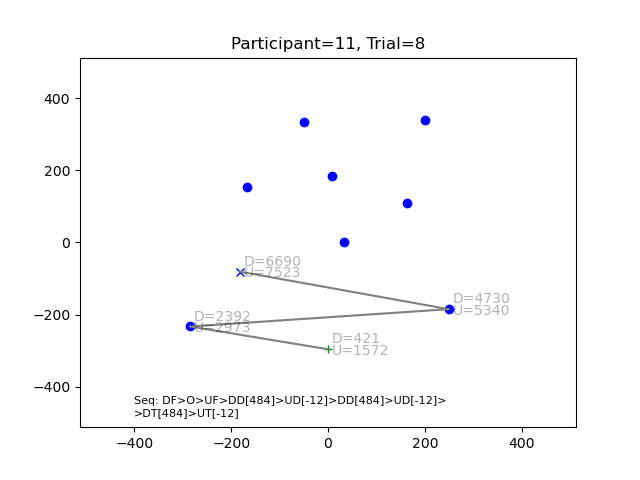 Participant=11, Trial=8
400
200
0
−200
−400
D=6690
U=7523
D=4730
U=5340
D=2392
U=2973
D=421
U=1572
Seq: DF>O>UF>DD[484]>UD[-12]>DD[484]>UD[-12]>
>DT[484]>UT[-12]
−400 −200 0 200 400